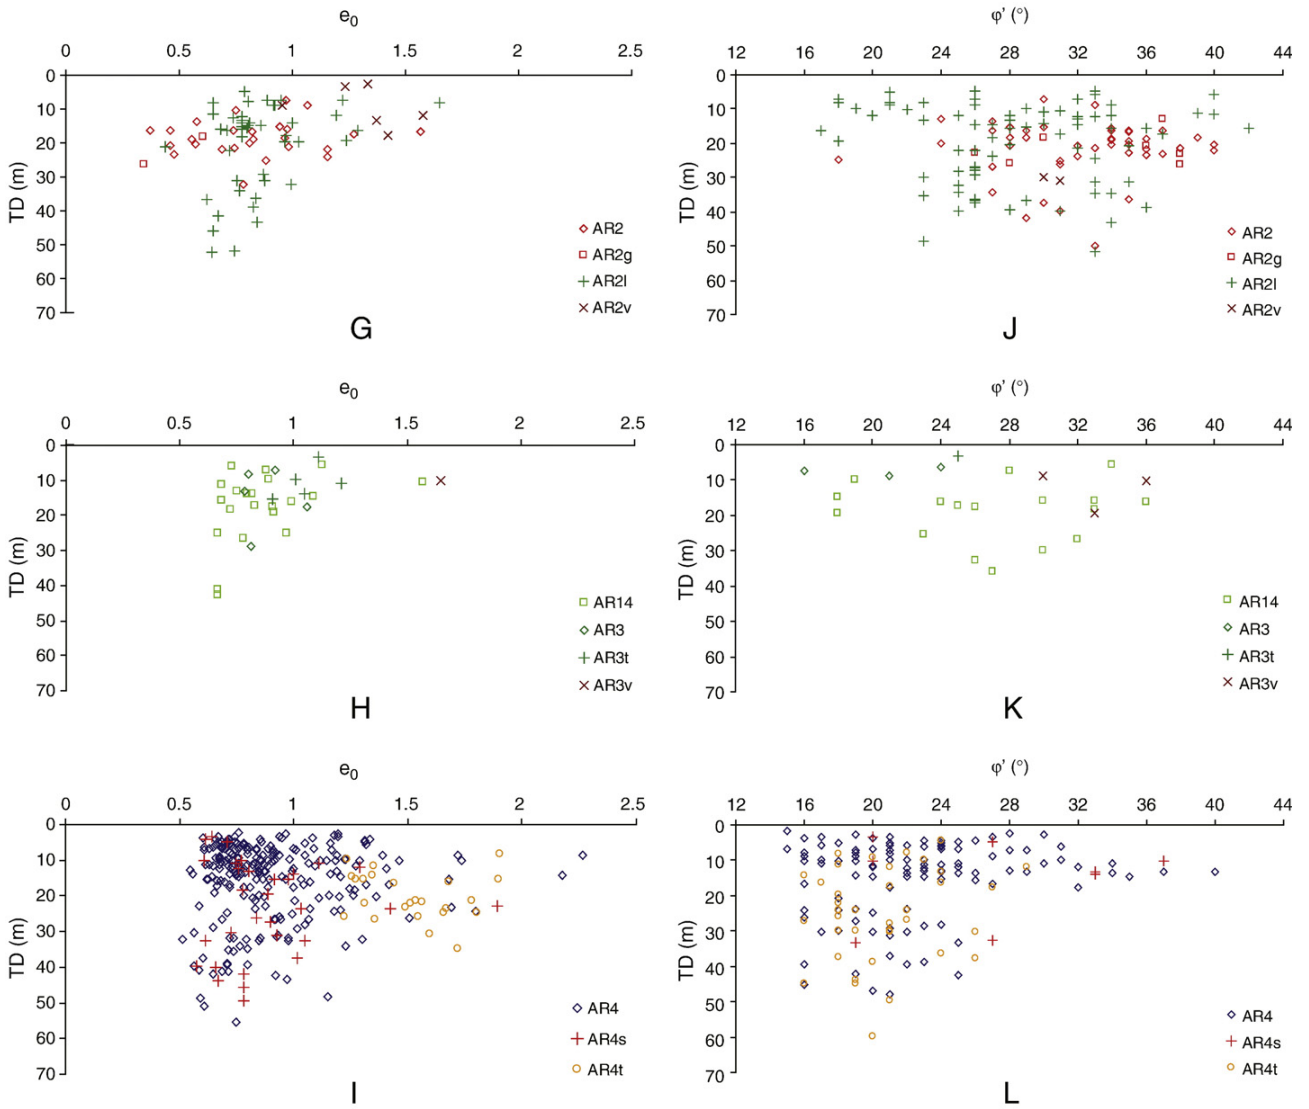 e0
0 0.5 1 1.5 2 2.5
0
10
20
30
40
50
60
70
TD (m)
AR2
AR2g
AR2l
AR2v
G
φ' (°)
12 16 20 24 28 32 36 40 44
0
10
20
30
40
50
60
70
TD (m)
AR2
AR2g
AR2l
AR2v
J
e0
0 0.5 1 1.5 2 2.5
0
10
20
30
40
50
60
70
TD (m)
AR14
AR3
AR3t
AR3v
H
φ' (°)
12 16 20 24 28 32 36 40 44
0
10
20
30
40
50
60
70
TD (m)
AR14
AR3
AR3t
AR3v
K
e0
0 0.5 1 1.5 2 2.5
0
10
20
30
40
50
60
70
TD (m)
AR4
AR4s
AR4t
I
φ' (°)
12 16 20 24 28 32 36 40 44
0
10
20
30
40
50
60
70
TD (m)
AR4
AR4s
AR4t
L